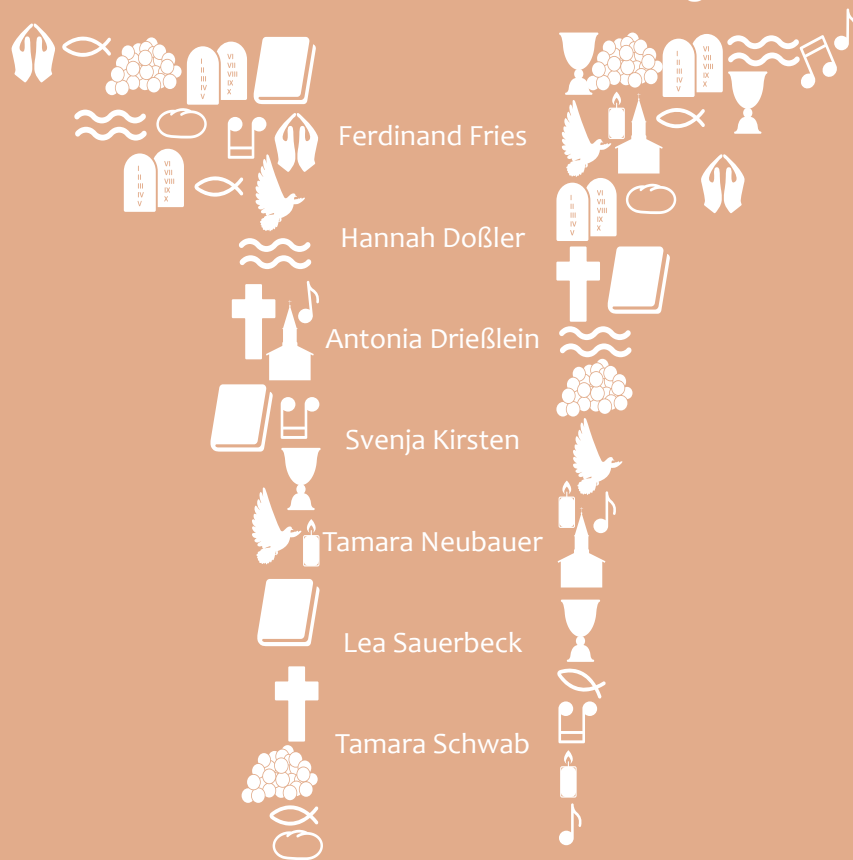 Ferdinand Fries
Hannah Doßler
Antonia Drießlein
Svenja Kirsten
Tamara Neubauer
Lea Sauerbeck
Tamara Schwab